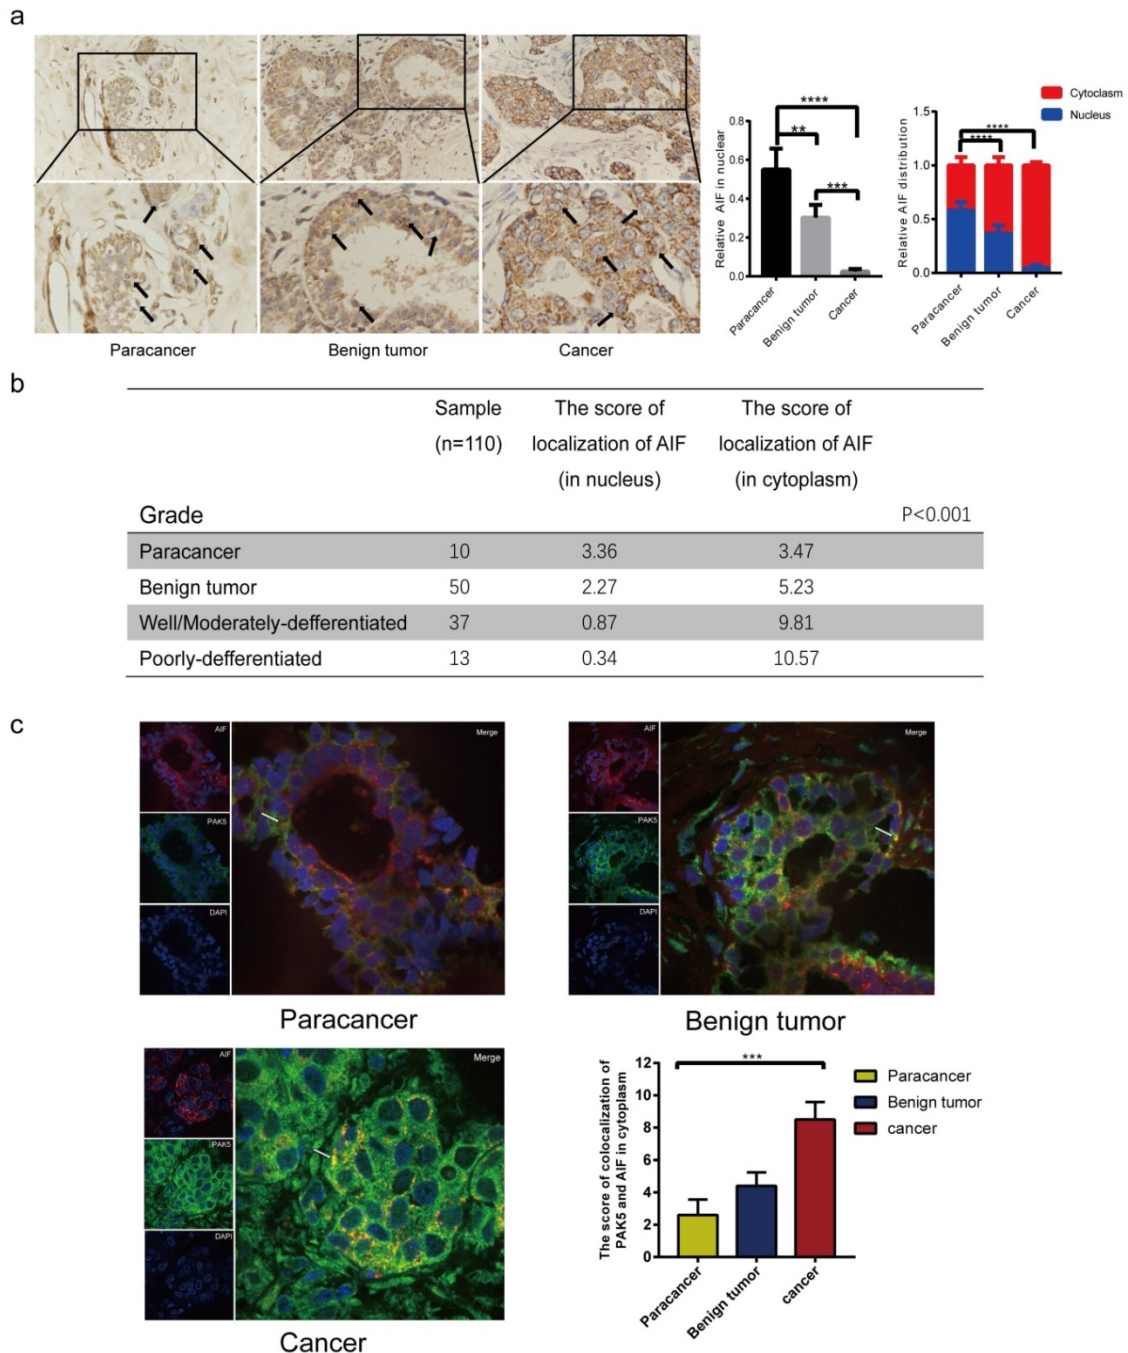 a
Paracancer
Benign tumor
Cancer
Relative AIF in nuclear
0.8
0.6
0.4
0.2
0.0
****
**
***
Paracancer
Benign tumor
Cancer
Relative AIF distribution
1.5
1.0
0.5
0.0
****
****
Paracancer
Benign tumor
Cancer
Cytoplasm
Nucleus
b
Sample The score of The score of
(n=110) localization of AIF localization of AIF
(in nucleus) (in cytoplasm)
Grade P<0.001
Paracancer 10 3.36 3.47
Benign tumor 50 2.27 5.23
Well/Moderately-defferentiated 37 0.87 9.81
Poorly-defferentiated 13 0.34 10.57
c
AIF
PAK5
DAPI
Merge
Paracancer
AIF
PAK5
DAPI
Merge
Benign tumor
AIF
PAK5
DAPI
Merge
Cancer
The score of colocalization of
PAK5 and AIF in cytoplasm
12
10
8
6
4
2
0
***
Paracancer
Benign tumor
cancer
Paracancer
Benign tumor
cancer